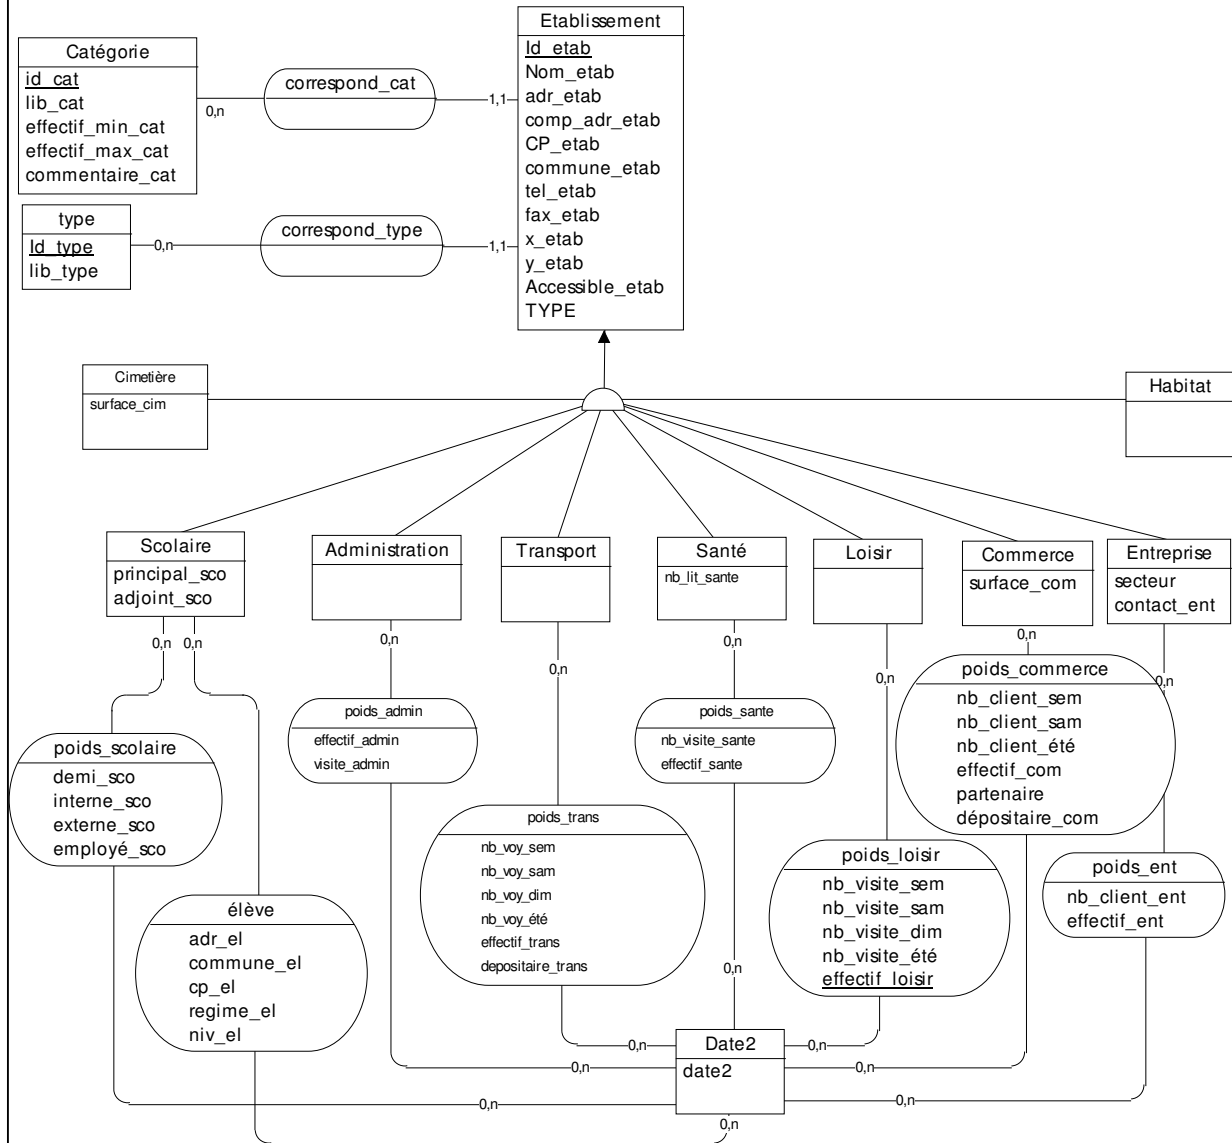 Etablissement
Id_etab
Nom_etab
adr_etab
comp_adr_etab
CP_etab
commune_etab
tel_etab
fax_etab
x_etab
y_etab
Accessible_etab
TYPE
Catégorie
id_cat
lib_cat
effectif_min_cat
effectif_max_cat
commentaire_cat
0,n
correspond_cat
1,1
type
Id_type
lib_type
0,n
correspond_type
1,1
Cimetière
surface_cim
Habitat
Scolaire
principal_sco
adjoint_sco
Administration
Transport
Santé
nb_lit_sante
Loisir
Commerce
surface_com
Entreprise
secteur
contact_ent
0,n
0,n
0,n
0,n
0,n
0,n
0,n
0,n
poids_scolaire
demi_sco
interne_sco
externe_sco
employé_sco
élève
adr_el
commune_el
cp_el
regime_el
niv_el
poids_admin
effectif_admin
visite_admin
poids_trans
nb_voy_sem
nb_voy_sam
nb_voy_dim
nb_voy_été
effectif_trans
depositaire_trans
poids_sante
nb_visite_sante
effectif_sante
poids_loisir
nb_visite_sem
nb_visite_sam
nb_visite_dim
nb_visite_été
effectif_loisir
poids_commerce
nb_client_sem
nb_client_sam
nb_client_été
effectif_com
partenaire
dépositaire_com
poids_ent
nb_client_ent
effectif_ent
0,n
0,n
0,n
0,n
0,n
0,n
0,n
0,n
Date2
date2